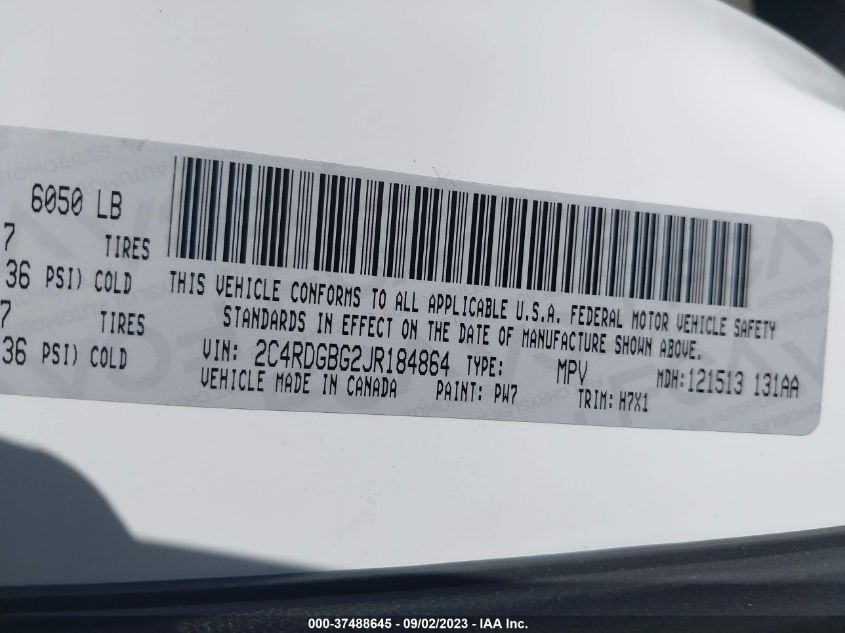 6050 LB
7 TIRES
36 PSI) COLD
7 TIRES
36 PSI) COLD
THIS VEHICLE CONFORMS TO ALL APPLICABLE U.S.A. FEDERAL MOTOR VEHICLE SAFETY
STANDARDS IN EFFECT ON THE DATE OF MANUFACTURE SHOWN ABOVE.
VIN: 2C4RDGBG2JR184864 TYPE: MPV MDH:121513 131AA
VEHICLE MADE IN CANADA PAINT: PW7 TRIM: H7X1
000-37488645 - 09/02/2023 - IAA Inc.